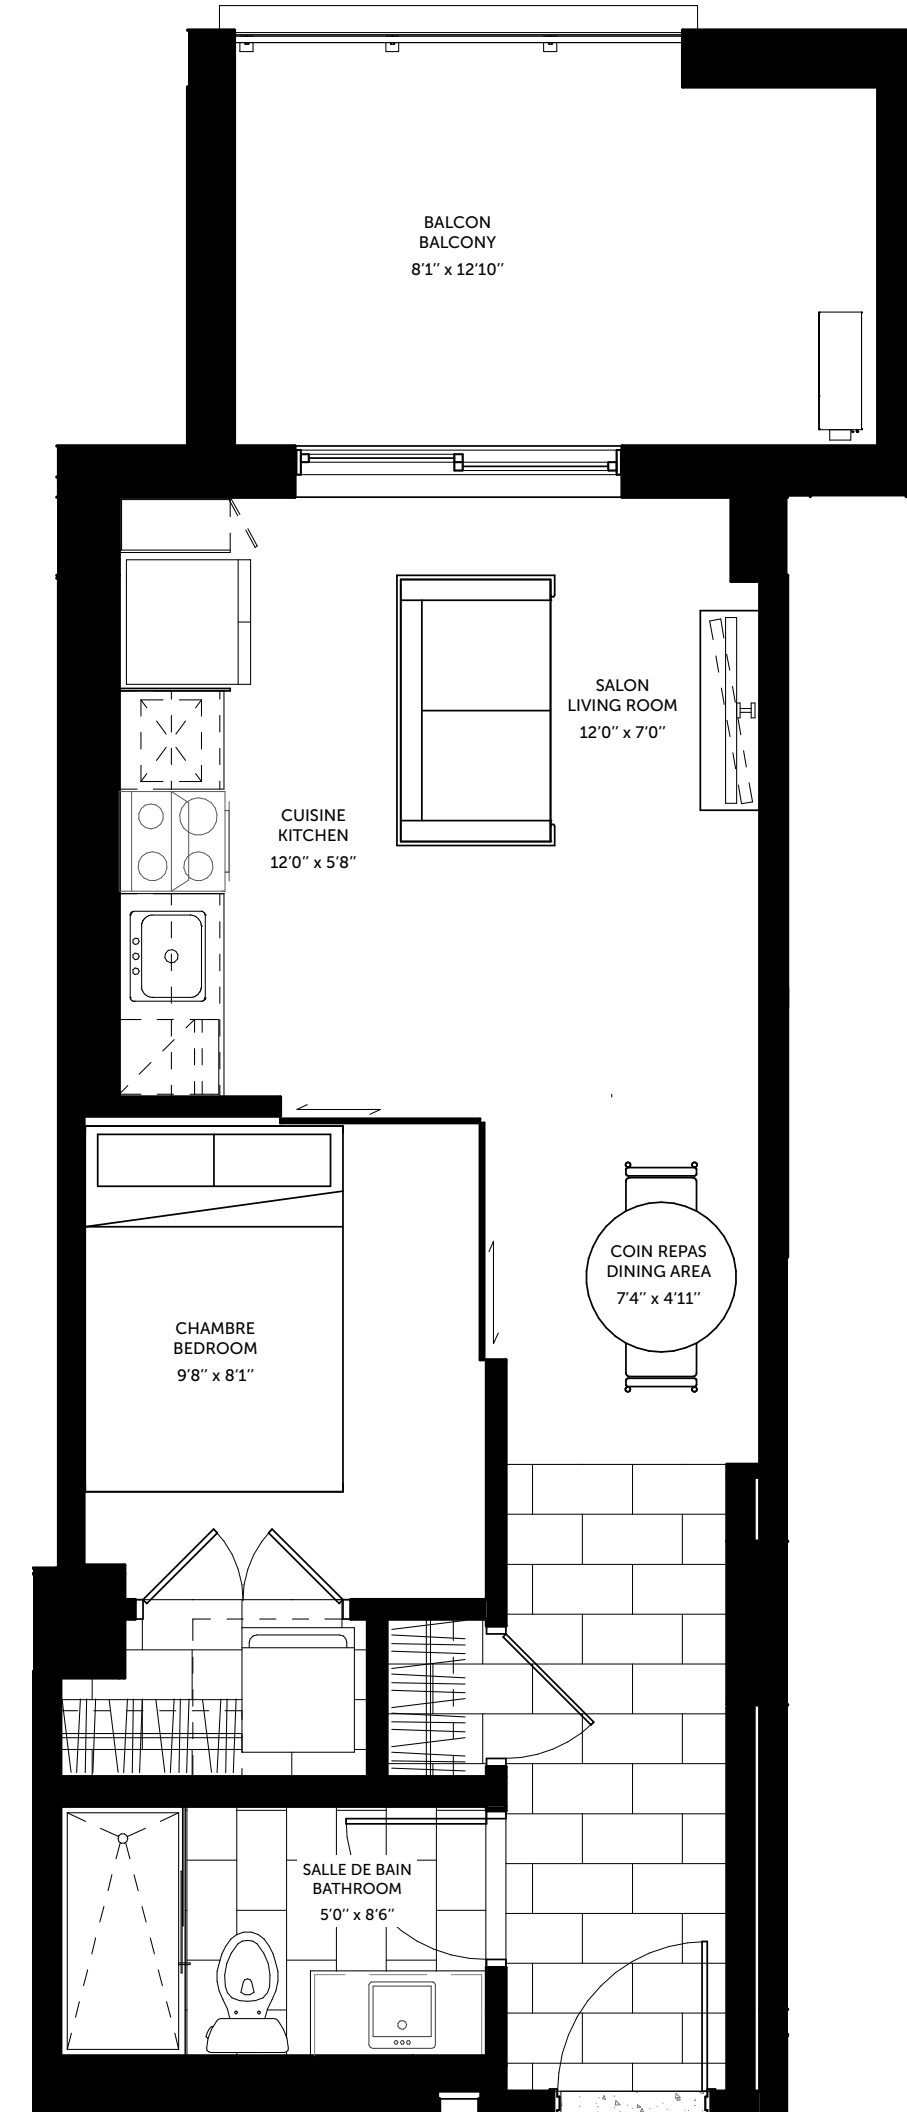 BALCON
BALCONY
8'1'' x 12'10''
SALON
LIVING ROOM
12'0'' x 7'0''
CUISINE
KITCHEN
12'0'' x 5'8''
COIN REPAS
DINING AREA
7'4'' x 4'11''
CHAMBRE
BEDROOM
9'8'' x 8'1''
SALLE DE BAIN
BATHROOM
5'0'' x 8'6''